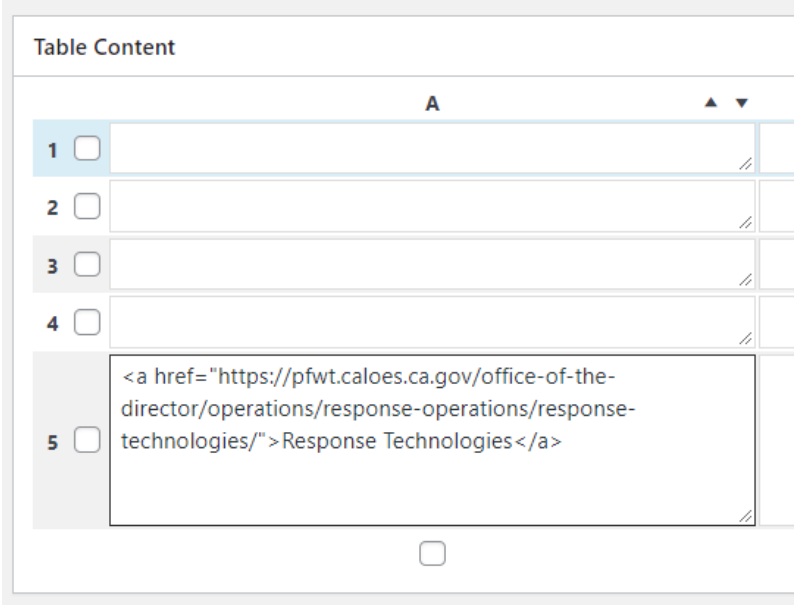 Table Content
A ▲ ▼
1
2
3
4
5
<a href="https://pfwt.caloes.ca.gov/office-of-the-
director/operations/response-operations/response-
technologies/">Response Technologies</a>